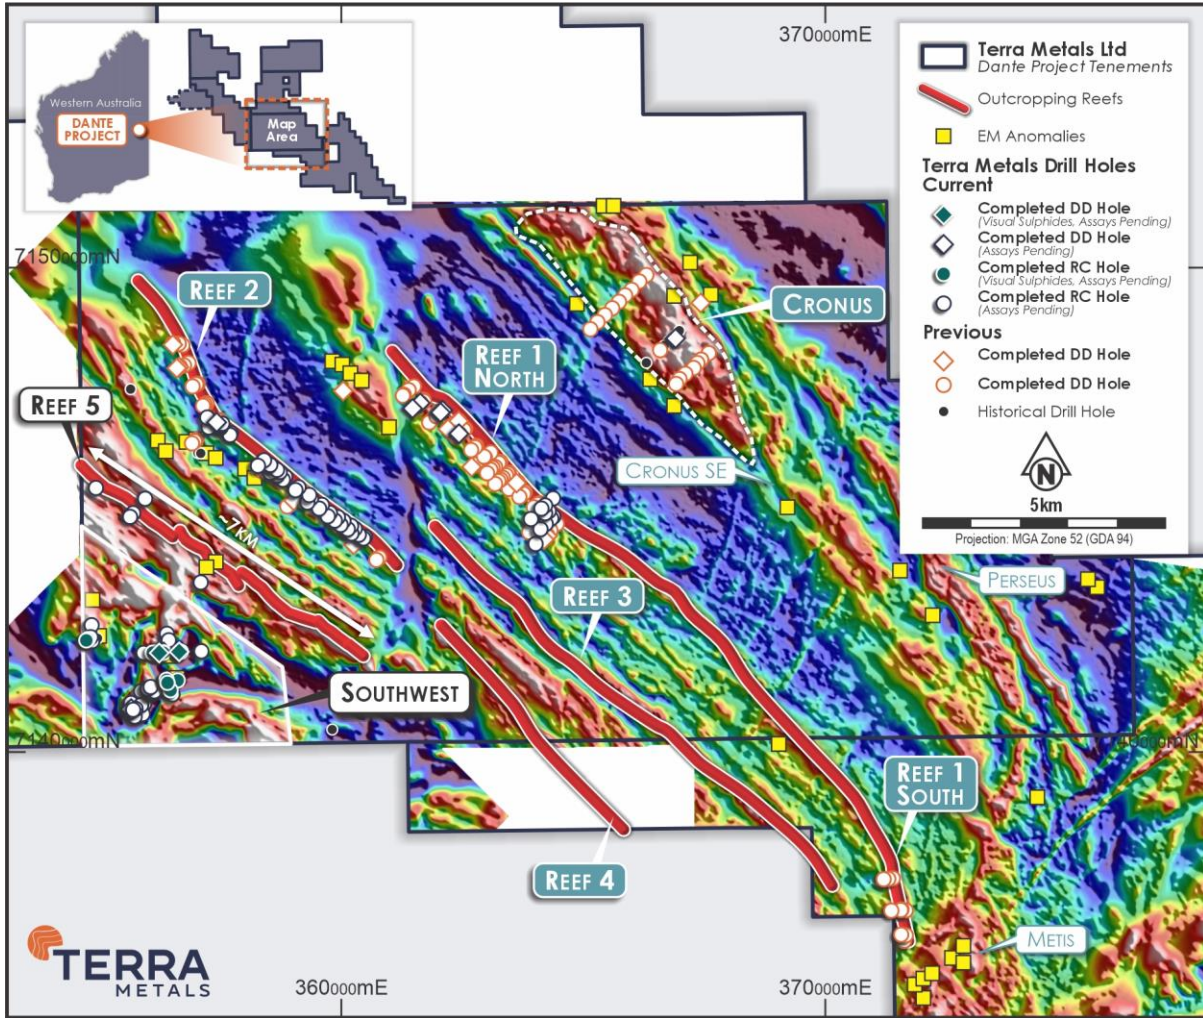 370000mE
Western Australia
DANTE
PROJECT
Map
Area
Terra Metals Ltd
Dante Project Tenements
Outcropping Reefs
EM Anomalies
Terra Metals Drill Holes
Current
Completed DD Hole
(Visual Sulphides, Assays Pending)
Completed DD Hole
(Assays Pending)
Completed RC Hole
(Visual Sulphides, Assays Pending)
Completed RC Hole
(Assays Pending)
Previous
Completed DD Hole
Completed DD Hole
Historical Drill Hole
N
5km
Projection: MGA Zone 52 (GDA 94)
7150000mN
REEF 2
CRONUS
REEF 1
NORTH
REEF 5
CRONUS SE
~7KM
PERSEUS
REEF 3
SOUTHWEST
7140000mN
REEF 1
SOUTH
REEF 4
METIS
TERRA
METALS
360000mE
370000mE